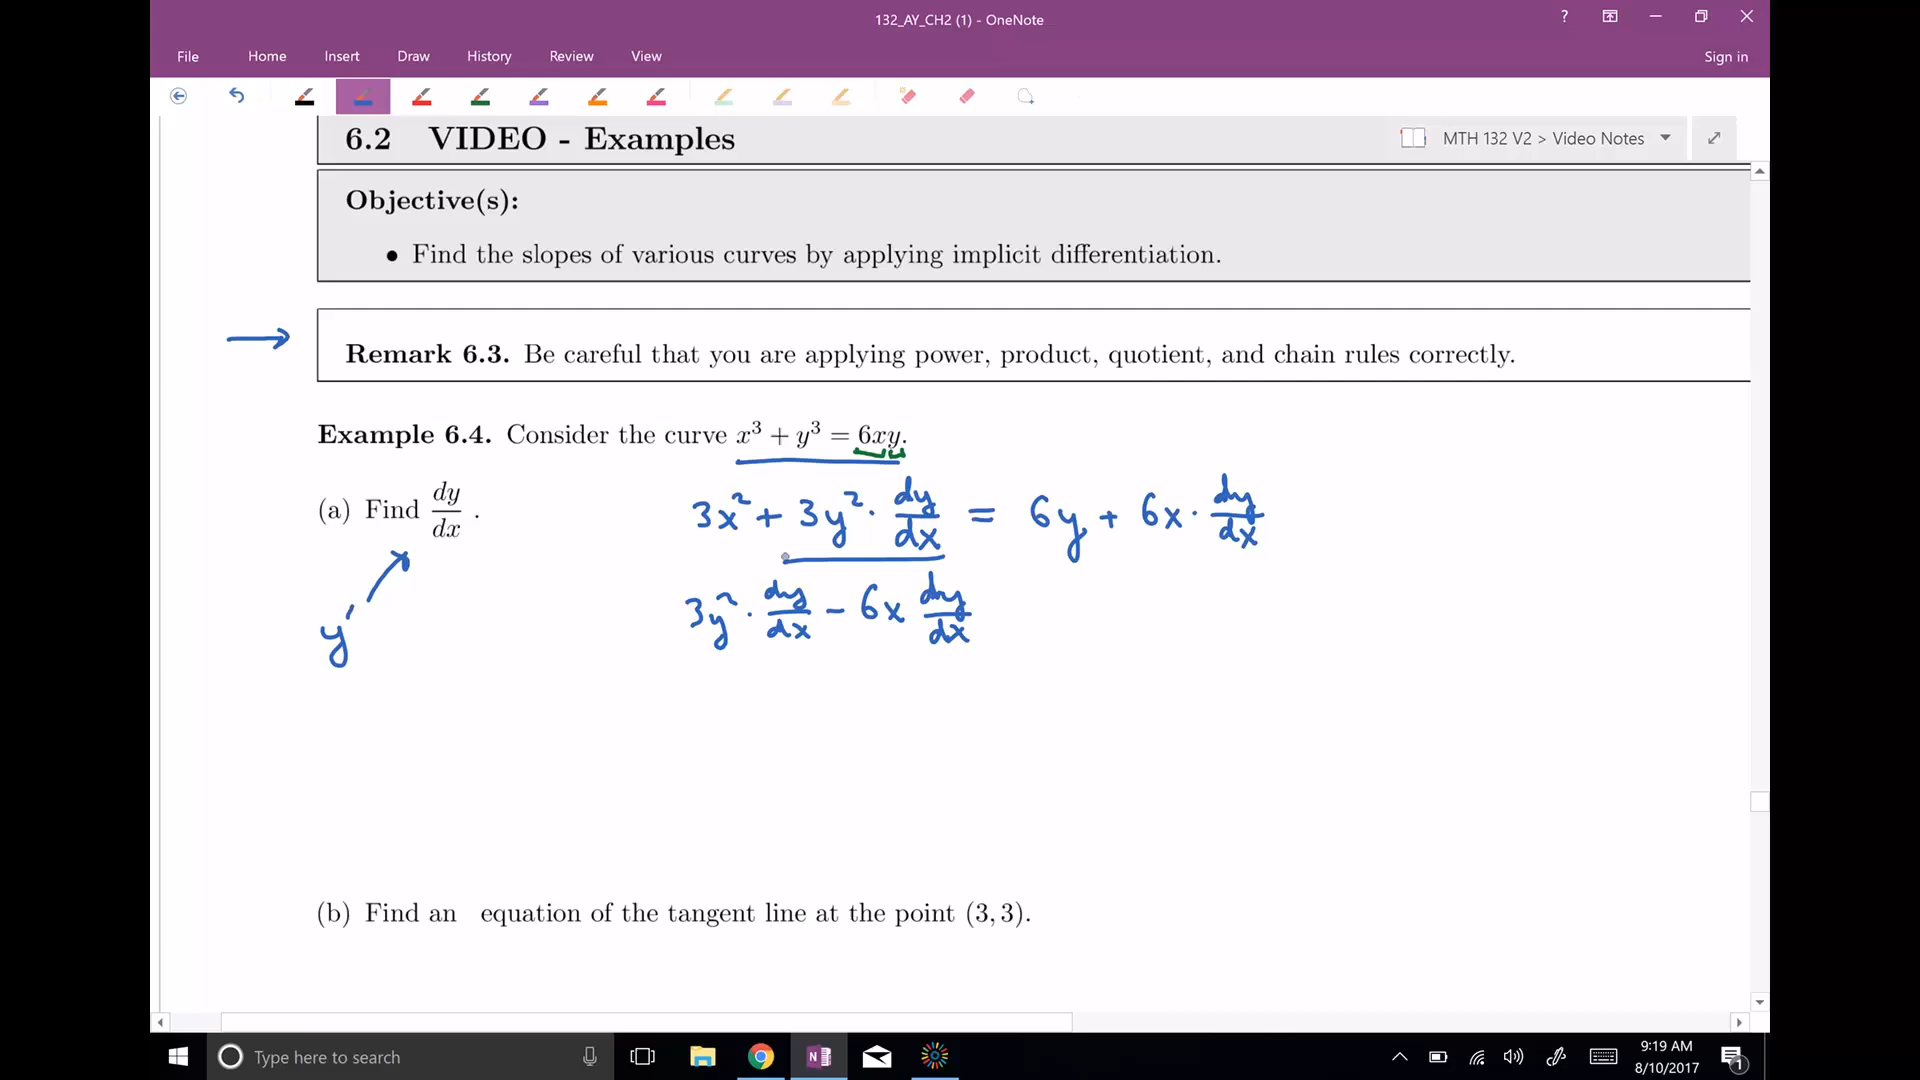 132_AY_CH2 (1) - OneNote
?
File Home Insert Draw History Review View Sign in
6.2 VIDEO - Examples
MTH 132 V2 > Video Notes
Objective(s):
• Find the slopes of various curves by applying implicit differentiation.
Remark 6.3. Be careful that you are applying power, product, quotient, and chain rules correctly.
Example 6.4. Consider the curve x³ + y³ = 6xy.
(a) Find dy/dx .
3x² + 3y² · dy/dx = 6y + 6x · dy/dx
3y² · dy/dx − 6x dy/dx
y'
(b) Find an equation of the tangent line at the point (3, 3).
Type here to search
N
9:19 AM
8/10/2017
1